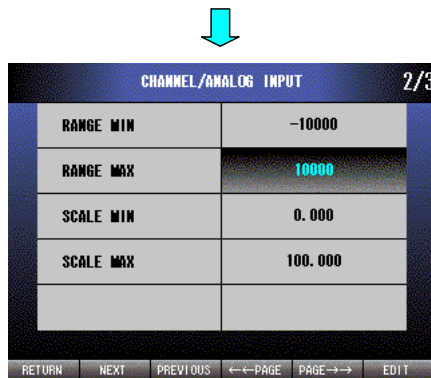 CHANNEL/ANALOG INPUT 2/3
RANGE MIN -10000
RANGE MAX 10000
SCALE MIN 0.000
SCALE MAX 100.000
RETURN NEXT PREVIOUS ←←PAGE PAGE→→ EDIT